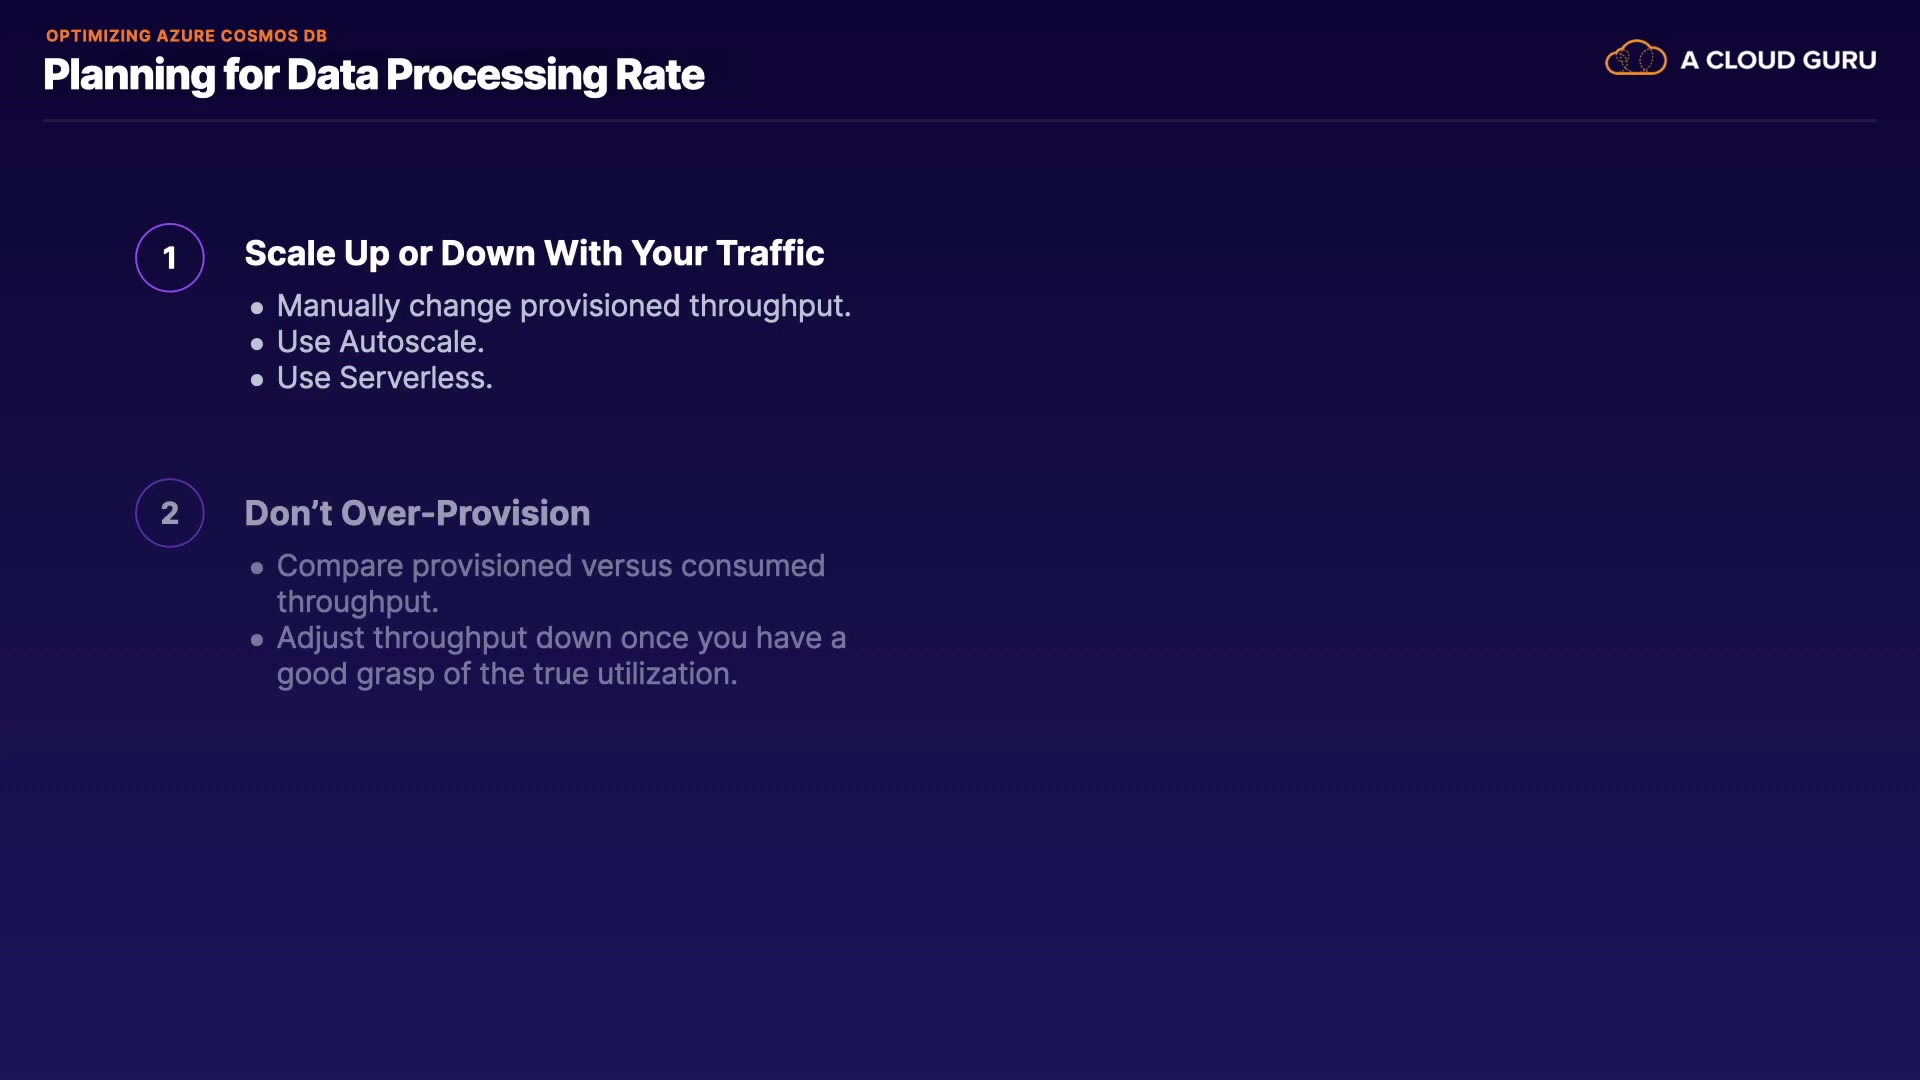 OPTIMIZING AZURE COSMOS DB
Planning for Data Processing Rate
A CLOUD GURU
1
Scale Up or Down With Your Traffic
• Manually change provisioned throughput.
• Use Autoscale.
• Use Serverless.
2
Don’t Over-Provision
• Compare provisioned versus consumed
throughput.
• Adjust throughput down once you have a
good grasp of the true utilization.